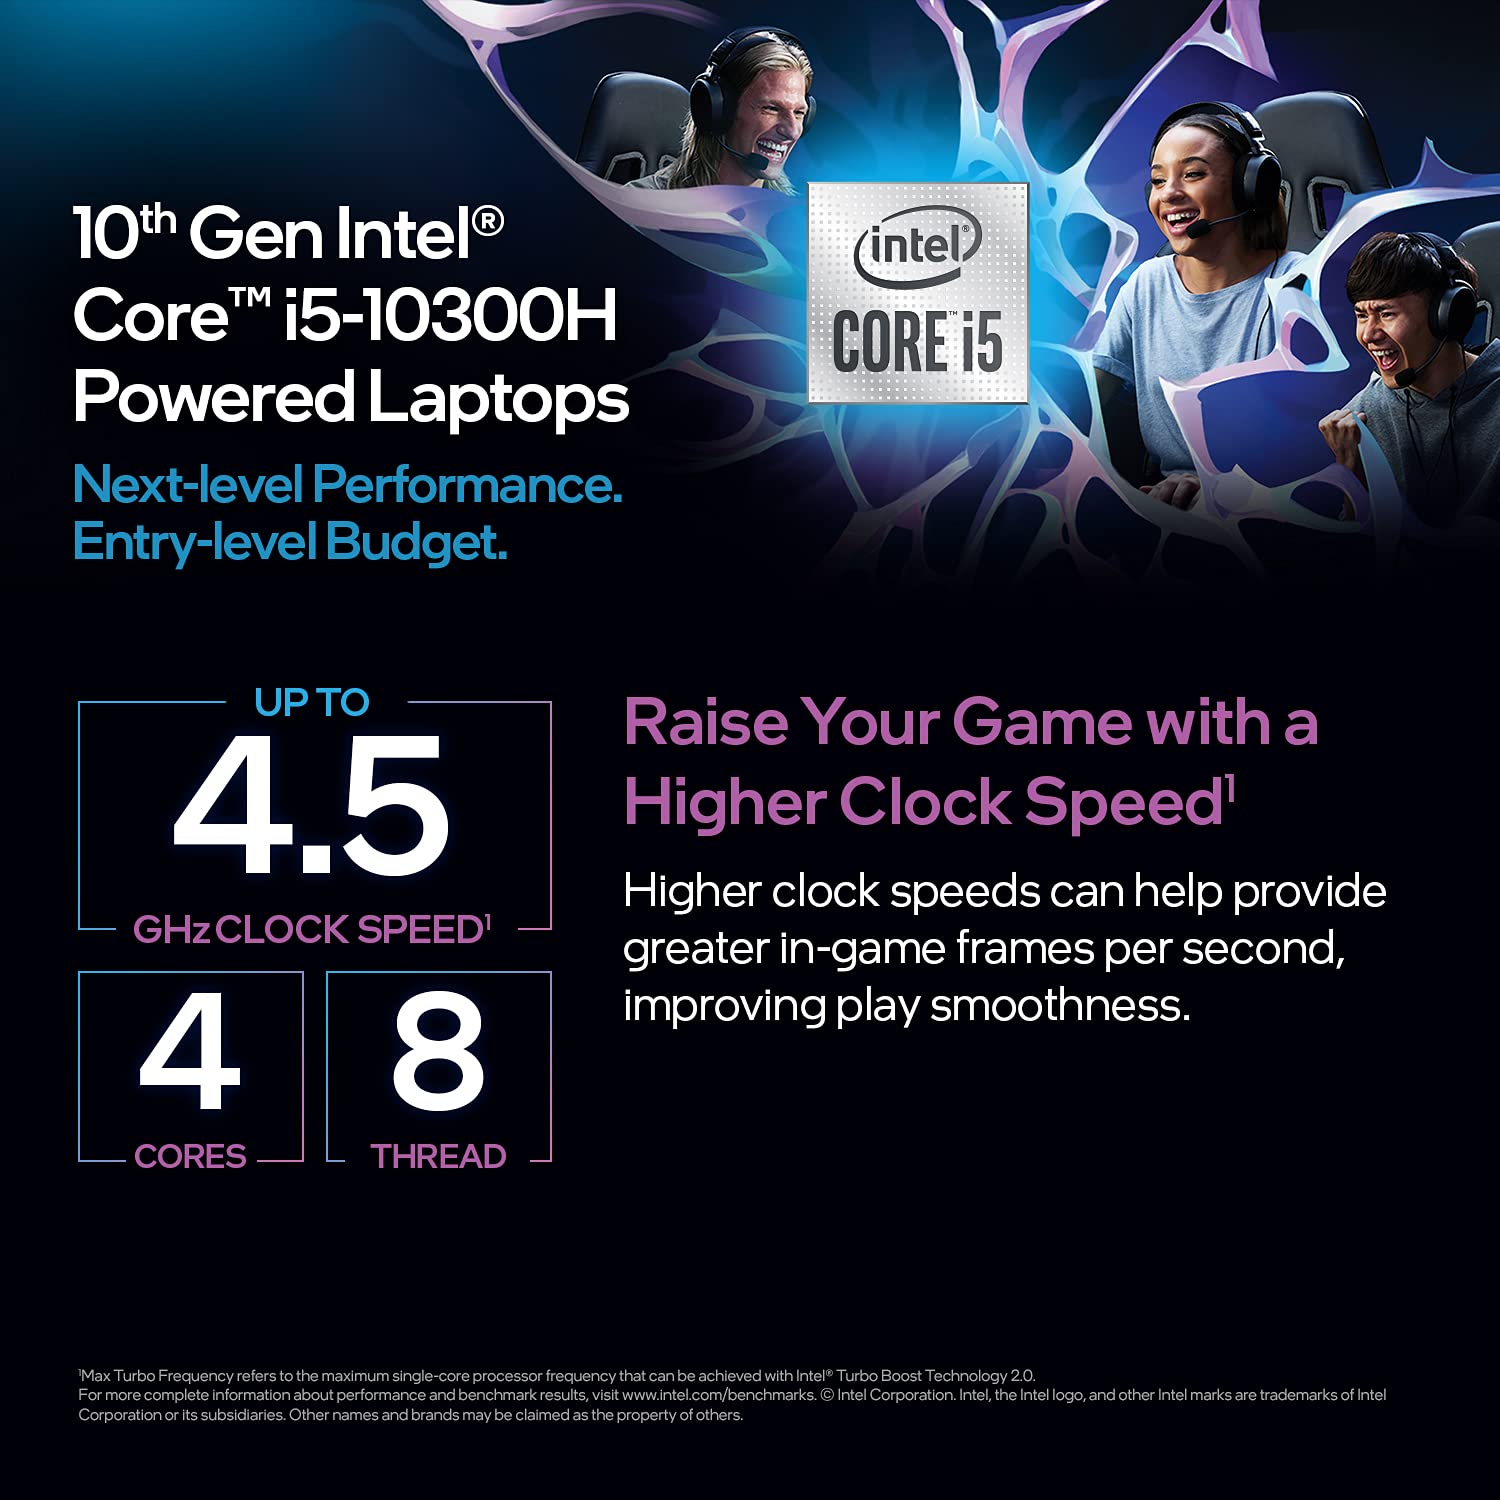 10th Gen Intel®
Core™ i5-10300H
Powered Laptops
Next-level Performance.
Entry-level Budget.
intel®
CORE™ i5
UP TO
4.5
GHz CLOCK SPEED¹
4
CORES
8
THREAD
Raise Your Game with a
Higher Clock Speed¹
Higher clock speeds can help provide
greater in-game frames per second,
improving play smoothness.
¹Max Turbo Frequency refers to the maximum single-core processor frequency that can be achieved with Intel® Turbo Boost Technology 2.0.
For more complete information about performance and benchmark results, visit www.intel.com/benchmarks. © Intel Corporation. Intel, the Intel logo, and other Intel marks are trademarks of Intel
Corporation or its subsidiaries. Other names and brands may be claimed as the property of others.